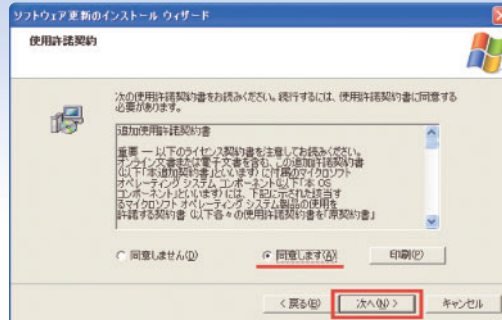 ソフトウェア更新のインストール ウィザード
使用許諾契約
次の使用許諾契約書をお読みください。続行するには、使用許諾契約書に同意する
必要があります。
追加使用許諾契約書
重要 ― 以下のライセンス契約書を注意してお読みください。
オンライン文書または電子文書を含む、この追加許諾契約書
(以下「本追加契約書」といいます) に付属のマイクロソフト
オペレーティング システム コンポーネント (以下「本 OS
コンポーネント」といいます) には、下記に示された該当す
るマイクロソフト オペレーティング システム製品の使用を
許諾する契約書 (以下各々の使用許諾契約書を「原契約書」
同意しません(D)
同意します(A)
印刷(P)
< 戻る(B)
次へ(N) >
キャンセル